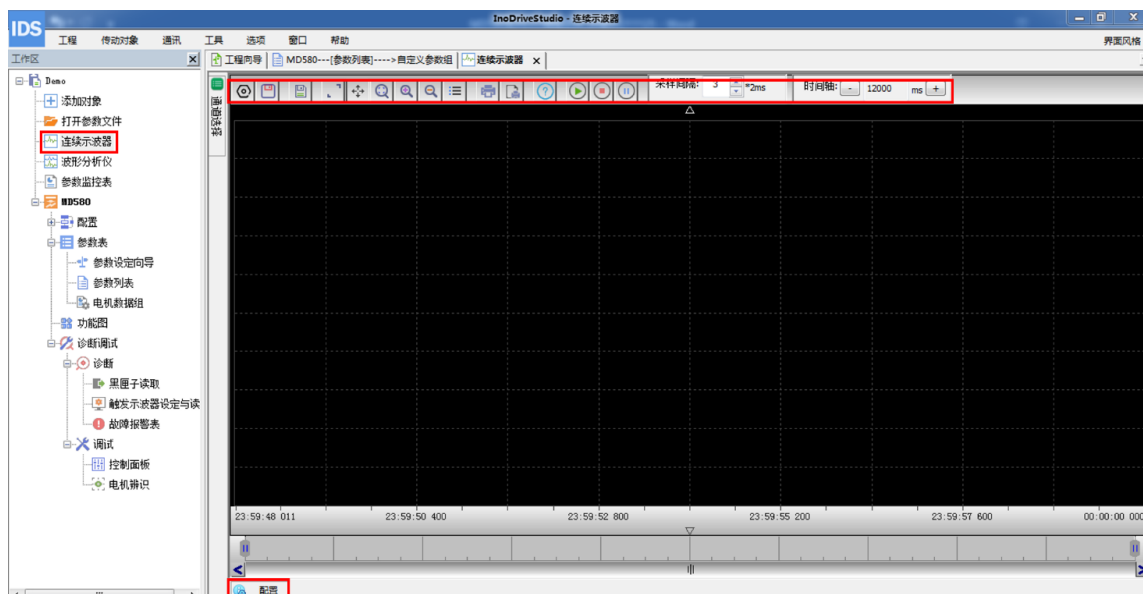 InoDriveStudio - 连续示波器
IDS
工程 传动对象 通讯 工具 选项 窗口 帮助 界面风格
工作区
工程向导 MD580---[参数列表]---->自定义参数组 连续示波器
Demo
添加对象
打开参数文件
连续示波器
波形分析仪
参数监控表
MD580
配置
参数表
参数设定向导
参数列表
电机数据组
功能图
诊断调试
诊断
黑匣子读取
触发示波器设定与读
故障报警表
调试
控制面板
电机辨识
通道选择
采样间隔: 3 *2ms 时间轴: - 12000 ms +
23:59:48 011 23:59:50 400 23:59:52 800 23:59:55 200 23:59:57 600 00:00:00 000
配置